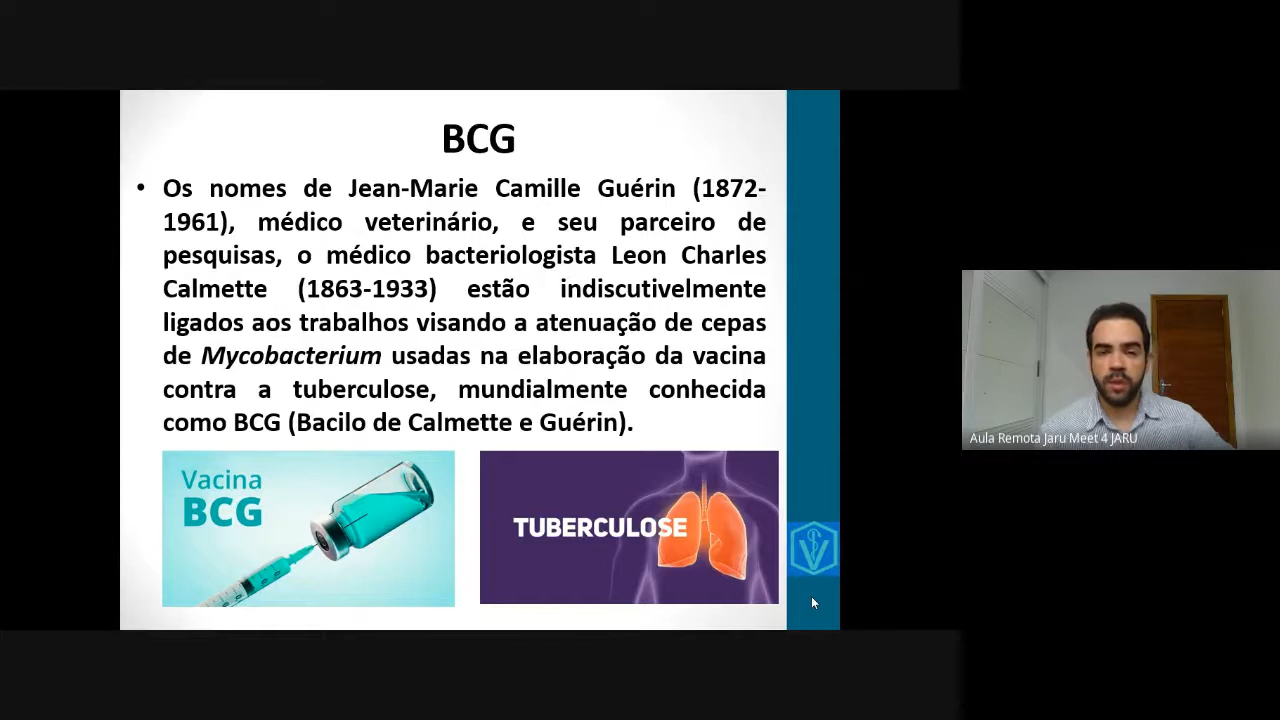 BCG
• Os nomes de Jean-Marie Camille Guérin (1872-
1961), médico veterinário, e seu parceiro de
pesquisas, o médico bacteriologista Leon Charles
Calmette (1863-1933) estão indiscutivelmente
ligados aos trabalhos visando a atenuação de cepas
de Mycobacterium usadas na elaboração da vacina
contra a tuberculose, mundialmente conhecida
como BCG (Bacilo de Calmette e Guérin).
Vacina
BCG
TUBERCULOSE
V
Aula Remota Jaru Meet 4 JARU